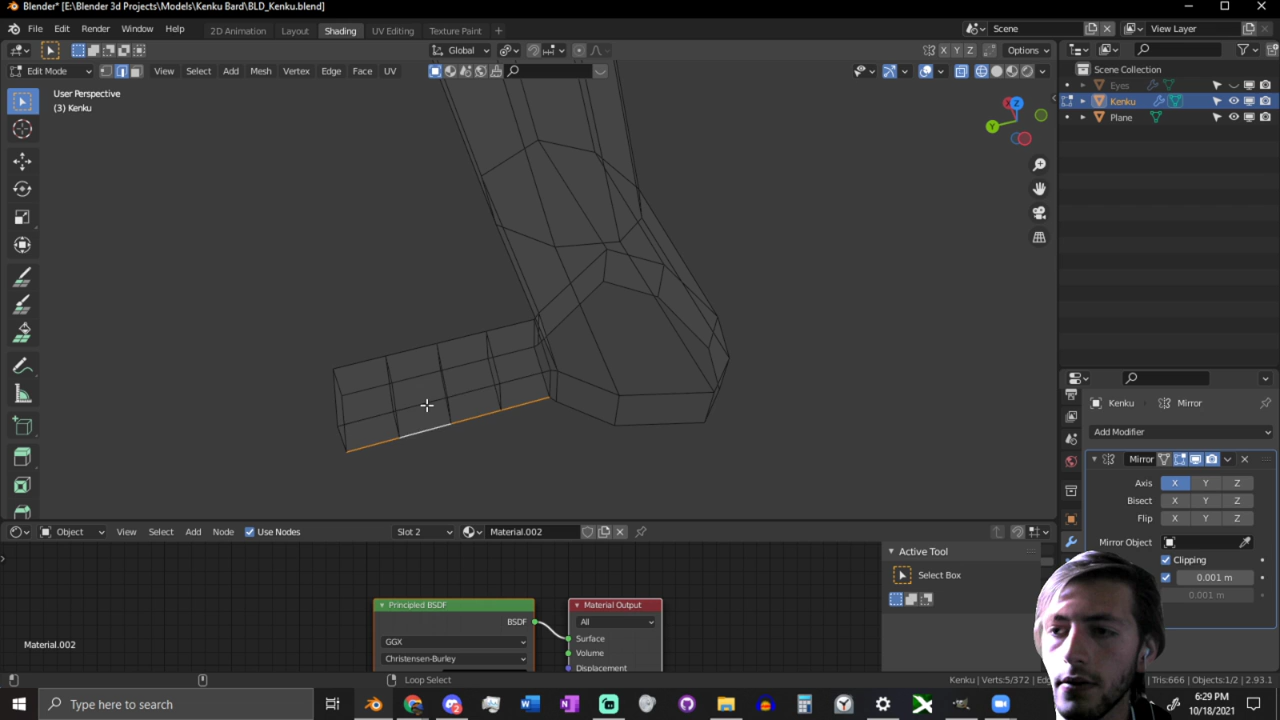 Blender* [E:\Blender 3d Projects\Models\Kenku Bard\BLD_Kenku.blend]
File Edit Render Window Help 2D Animation Layout Shading UV Editing Texture Paint + Scene View Layer
Global Options
Edit Mode View Select Add Mesh Vertex Edge Face UV
Scene Collection
Eyes
Kenku
Plane
User Perspective
(3) Kenku
X Y Z
Z
Y
Kenku Mirror
Add Modifier
Mirror
Axis X Y Z
Bisect X Y Z
Flip X Y Z
Mirror Object
Clipping
0.001 m
0.001 m
Object View Select Add Node Use Nodes Slot 2 Material.002
Active Tool
Select Box
Principled BSDF
BSDF
GGX
Christensen-Burley
Material Output
All
Surface
Volume
Displacement
Material.002
Loop Select
Kenku | Verts:5/372 | Ed
Tris:666 | Objects:1/2 | 2.93.1
Type here to search
6:29 PM
10/18/2021